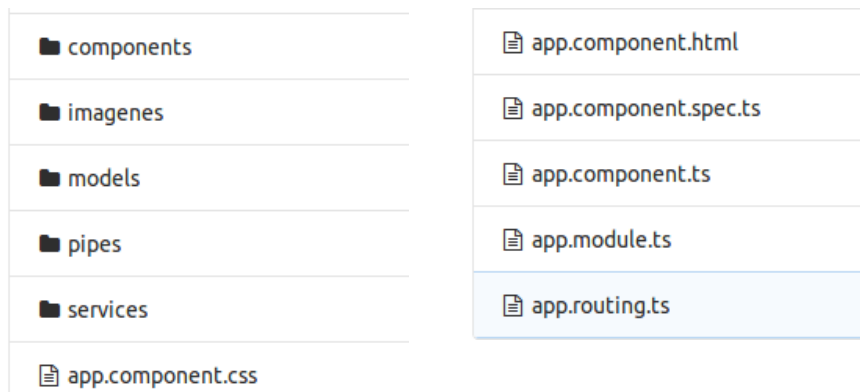 components
imagenes
models
pipes
services
app.component.css
app.component.html
app.component.spec.ts
app.component.ts
app.module.ts
app.routing.ts